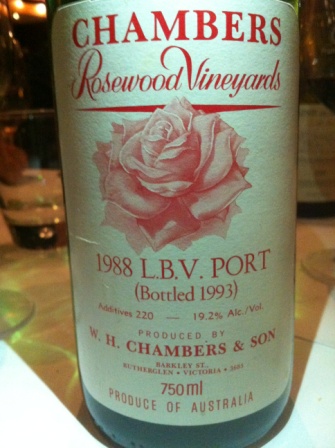 CHAMBERS
Rosewood Vineyards
1988 L.B.V. PORT
(Bottled 1993)
Additives 220 — 19.2% Alc./Vol.
PRODUCED BY
W. H. CHAMBERS & SON
BARKLEY ST.,
RUTHERGLEN • VICTORIA • 3685
750ml
PRODUCE OF AUSTRALIA